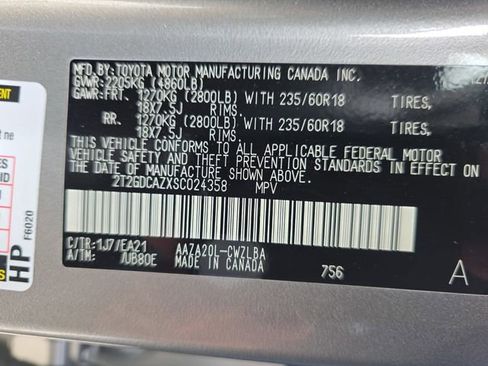 MFD. BY: TOYOTA MOTOR MANUFACTURING CANADA INC.
GVWR: 2205KG (4860LB)
GAWR:FRT. 1270KG (2800LB) WITH 235/60R18 TIRES,
18X7.5J RIMS.
RR. 1270KG (2800LB) WITH 235/60R18 TIRES,
18X7.5J RIMS.
THIS VEHICLE CONFORMS TO ALL APPLICABLE FEDERAL MOTOR
VEHICLE SAFETY AND THEFT PREVENTION STANDARDS IN EFFECT
ON THE DATE OF MANUFACTURE SHOWN ABOVE.
2T2GDCAZXSC024358 MPV
C/TR:1J7/EA21 AAZA20L-CWZLBA
A/TM: /UB80E MADE IN CANADA
756 A
HP F6020